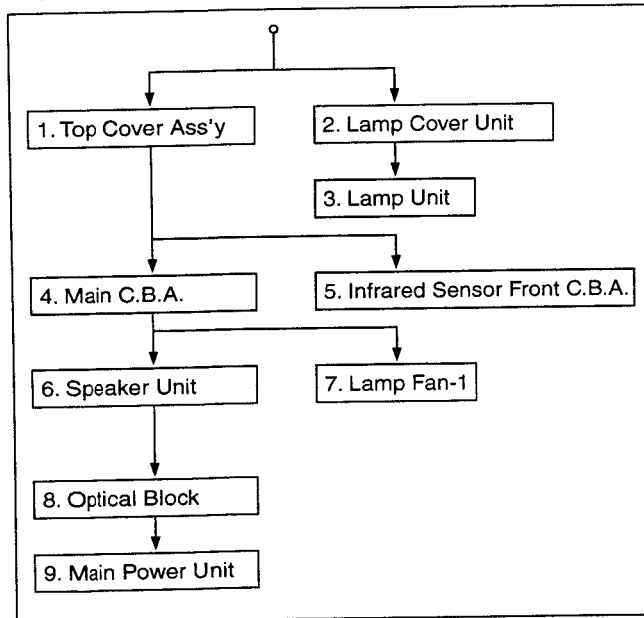 1. Top Cover Ass'y
2. Lamp Cover Unit
3. Lamp Unit
4. Main C.B.A.
5. Infrared Sensor Front C.B.A.
6. Speaker Unit
7. Lamp Fan-1
8. Optical Block
9. Main Power Unit